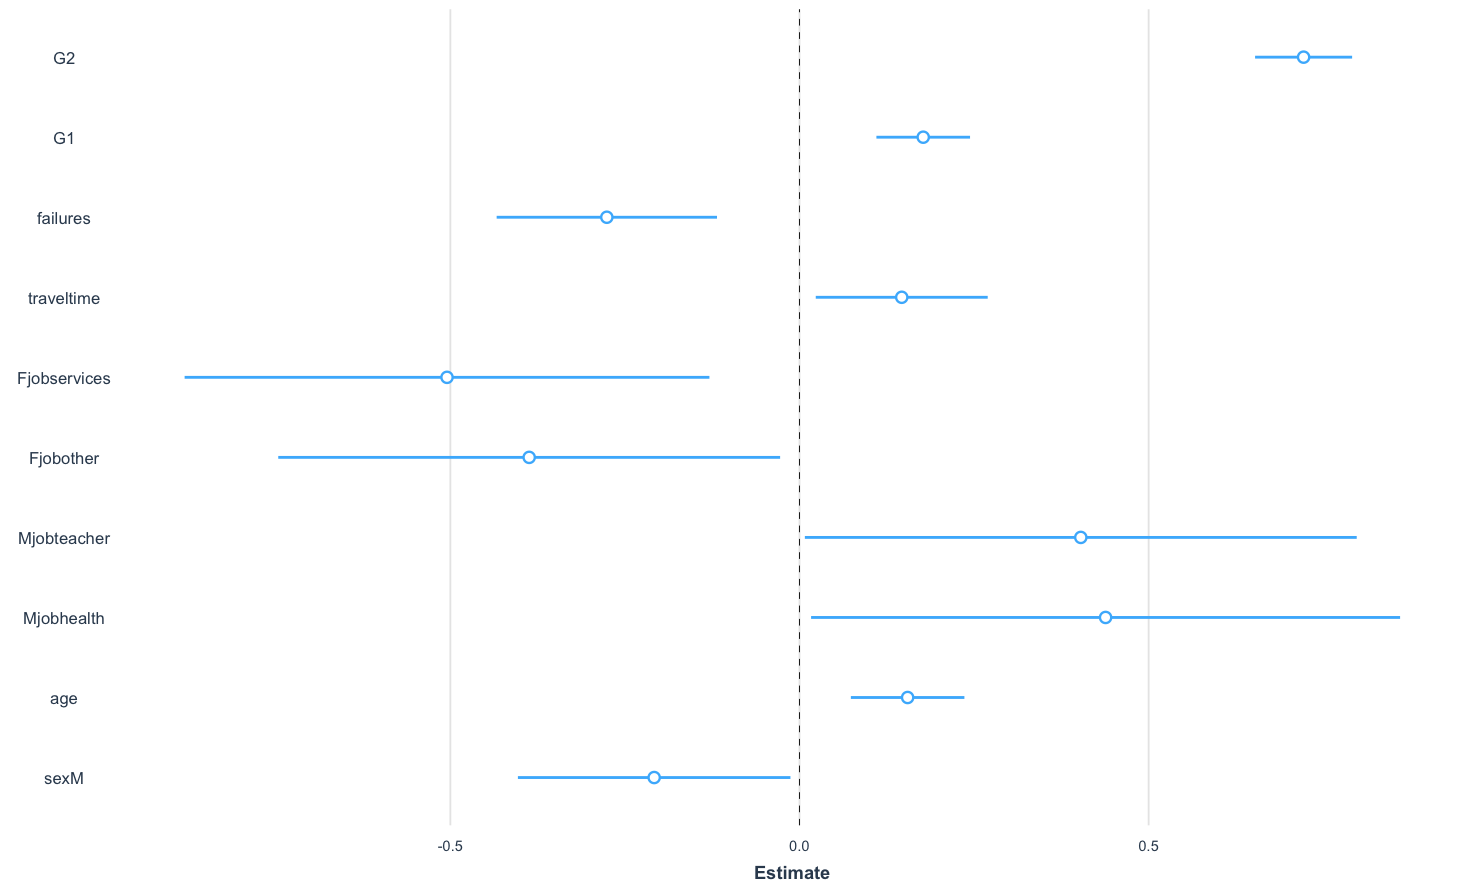 G2
G1
failures
traveltime
Fjobservices
Fjobother
Mjobteacher
Mjobhealth
age
sexM
-0.5 0.0 0.5
Estimate